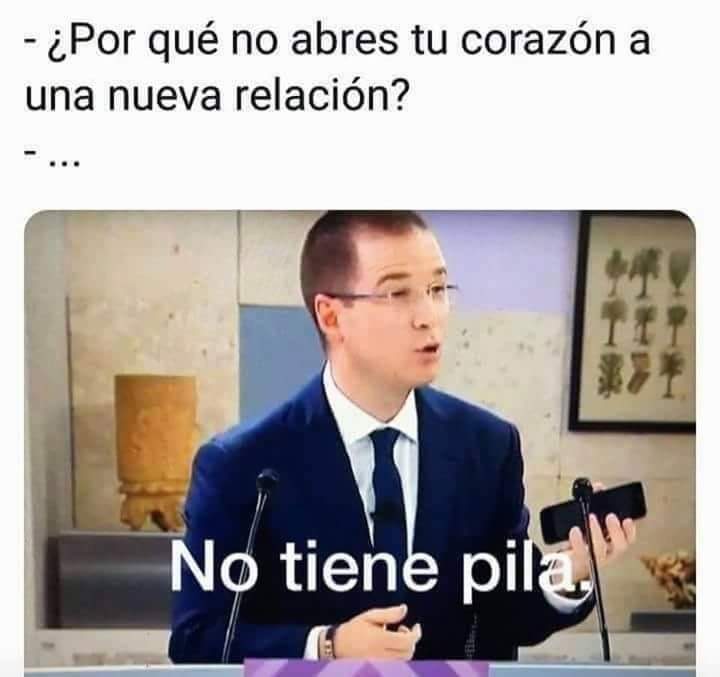 - ¿Por qué no abres tu corazón a
una nueva relación?
- ...
No tiene pila.